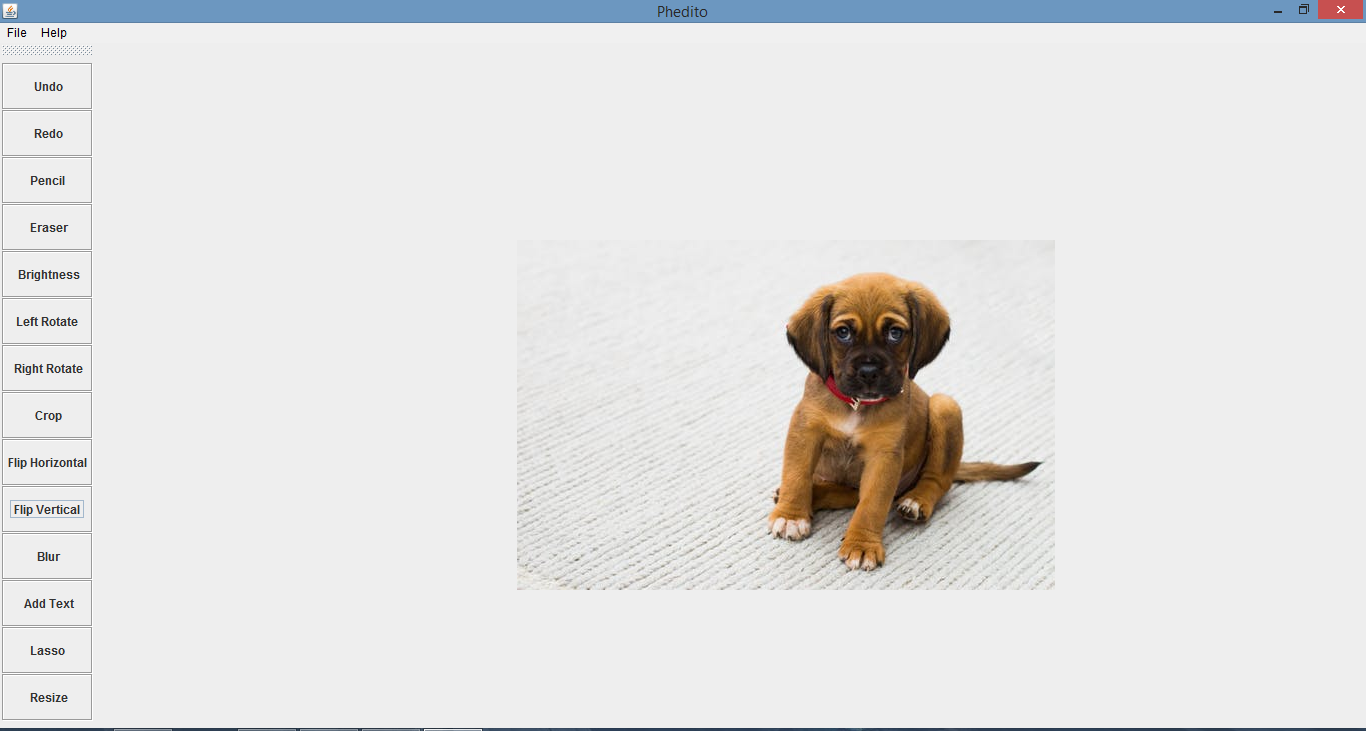 Phedito
File Help
Undo
Redo
Pencil
Eraser
Brightness
Left Rotate
Right Rotate
Crop
Flip Horizontal
Flip Vertical
Blur
Add Text
Lasso
Resize